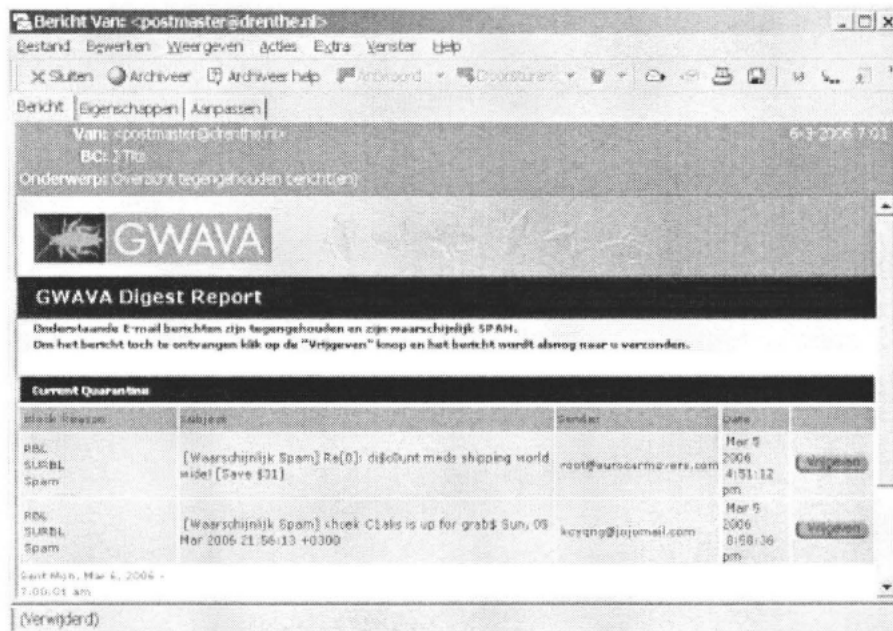 Bericht Van: <postmaster@drenthe.nl>
Bestand Bewerken Weergeven Acties Extra Venster Help
Sluiten Archiveer Archiveer help Antwoord Doorsturen
Bericht Eigenschappen Aanpassen
Van: <postmaster@drenthe.nl>
6-3-2006 7:01
BC:
Onderwerp: Overzicht tegengehouden bericht(en)
GWAVA
GWAVA Digest Report
Onderstaande E-mail berichten zijn tegengehouden en zijn waarschijnlijk SPAM.
Om het bericht toch te ontvangen klik op de "Vrijgeven" knop en het bericht wordt alsnog naar u verzonden.
Current Quarantine
Block Reason Subject Sender Date
RBL
SURBL
Spam
[Waarschijnlijk Spam] Re[8]: di$c0unt meds shipping world
wide! [Save $31]
root@eurocarmovers.com
Mar 5
2006
4:51:12
pm
Vrijgeven
RBL
SURBL
Spam
[Waarschijnlijk Spam] is up for grab$ Sun, 05
Mar 2006 21:56:13 +0300
Mar 5
2006
8:58:36
pm
Vrijgeven
Sent Mon, Mar 6, 2006 -
7:00:01 am
(Verwijderd)